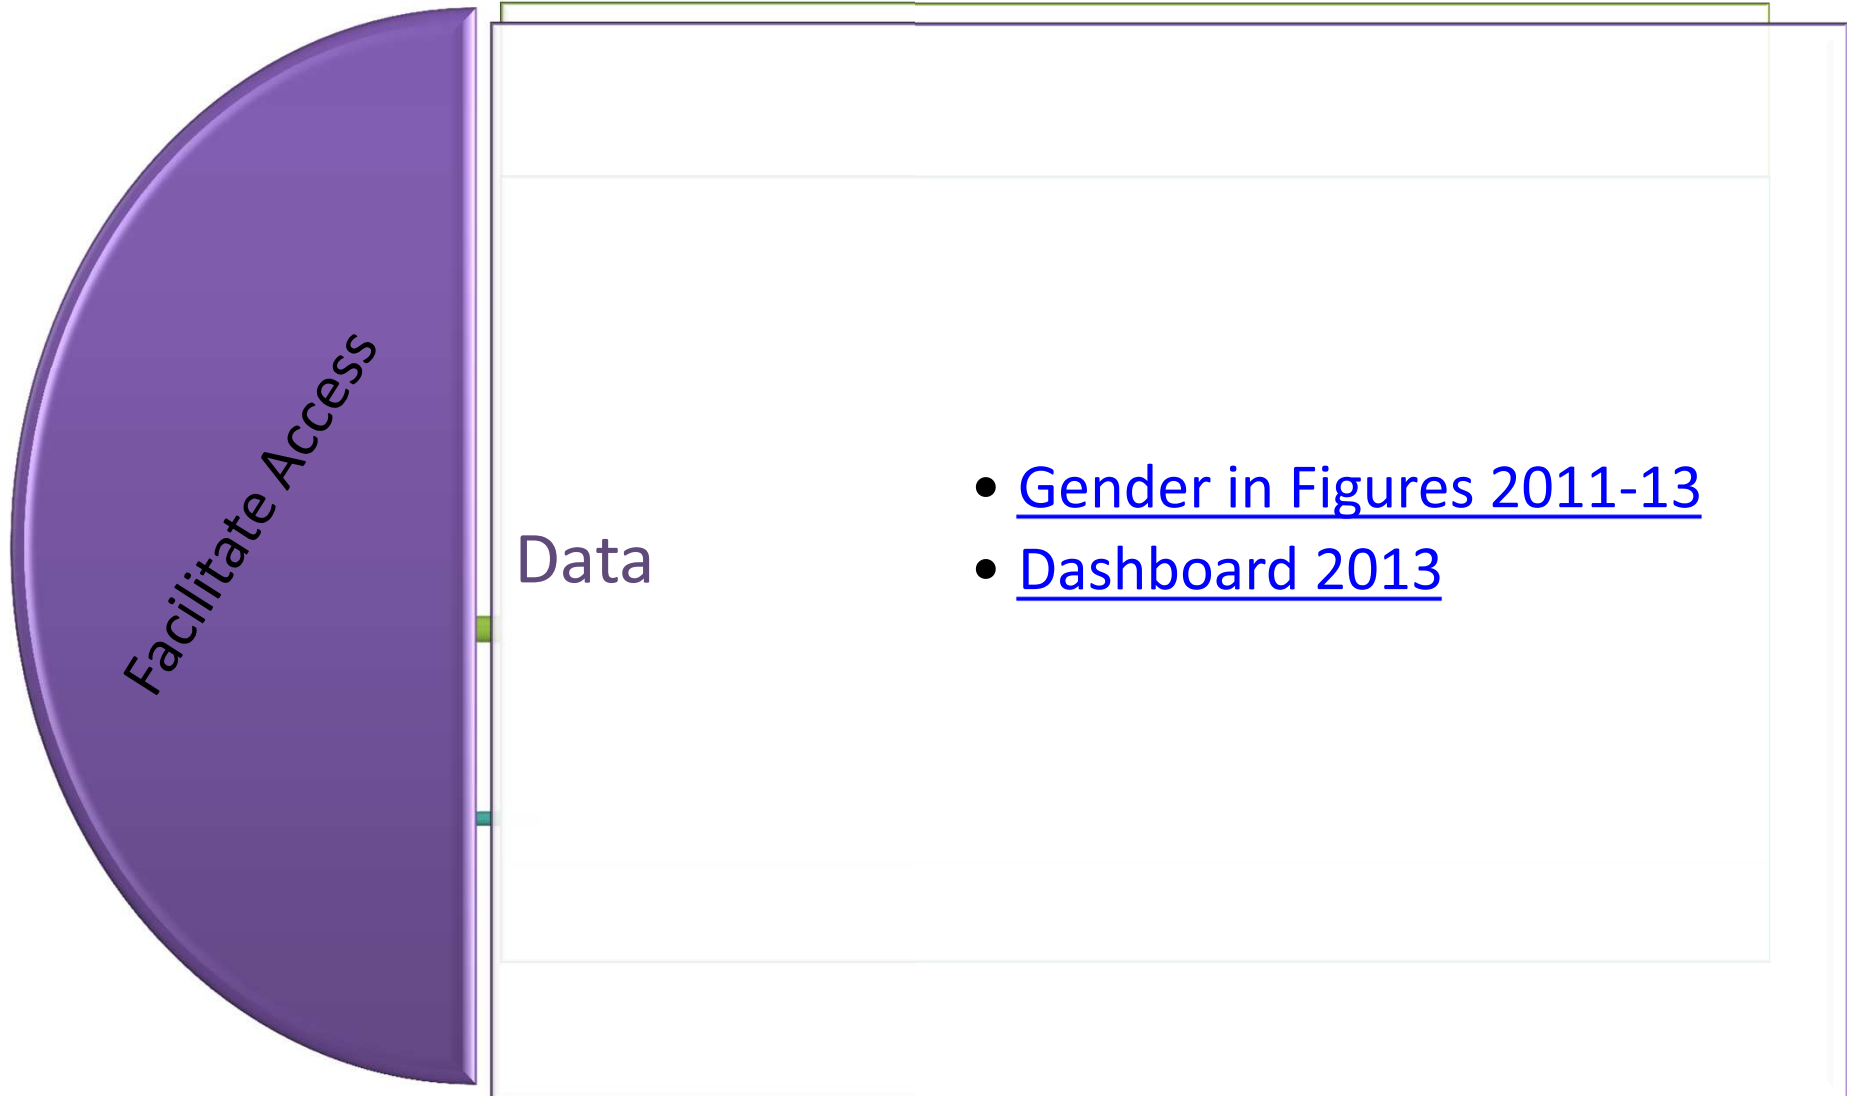 Facilitate Access
Data
• Gender in Figures 2011-13
• Dashboard 2013